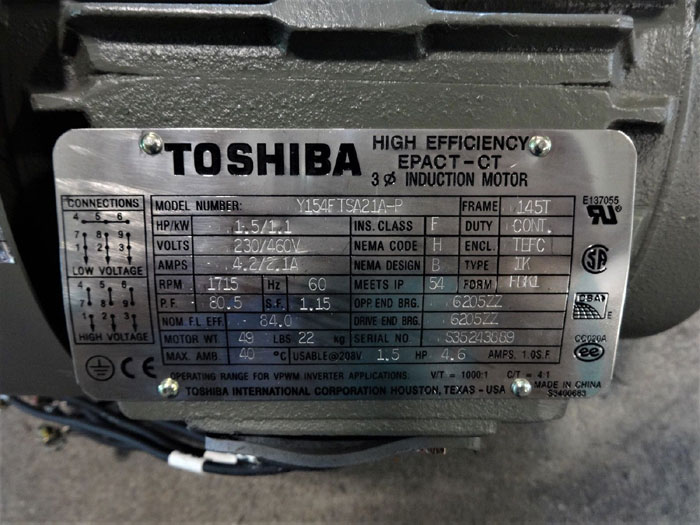 TOSHIBA
HIGH EFFICIENCY
EPACT-CT
3 Ø INDUCTION MOTOR
CONNECTIONS
4 5 6
7 8 9
1 2 3
LOW VOLTAGE
4 5 6
7 8 9
1 2 3
HIGH VOLTAGE
MODEL NUMBER: Y154FTSA21A-P FRAME 145T
HP/KW 1.5/1.1 INS. CLASS F DUTY CONT.
VOLTS 230/460V NEMA CODE H ENCL. TEFC
AMPS 4.2/2.1A NEMA DESIGN B TYPE IK
RPM 1715 Hz 60 MEETS IP 54 FORM
P.F. 80.5 S.F. 1.15 OPP. END BRG. 6205ZZ
NOM FL EFF. 84.0 DRIVE END BRG. 6205ZZ
MOTOR WT. 49 LBS 22 kg SERIAL NO
MAX. AMB. 40 °C USABLE@208V 1.5 HP 4.6 AMPS. 1.0S.F.
OPERATING RANGE FOR VPWM INVERTER APPLICATIONS: V/T = 1000:1 C/T = 4:1
TOSHIBA INTERNATIONAL CORPORATION HOUSTON, TEXAS - USA
CE
E137055
RU
SA
E
CC020A
ee
MADE IN CHINA
S3400663